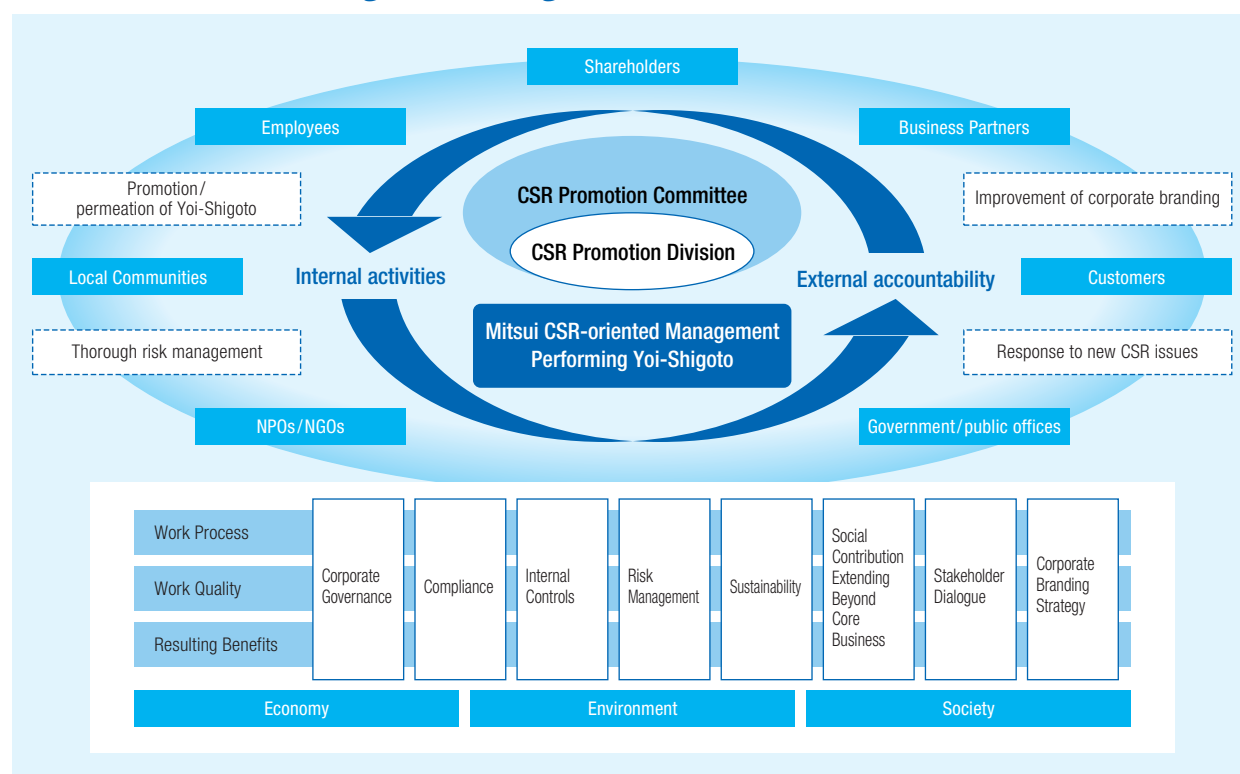 Shareholders
Employees
Business Partners
Promotion/
permeation of Yoi-Shigoto
CSR Promotion Committee
Improvement of corporate branding
CSR Promotion Division
Local Communities
Internal activities
External accountability
Customers
Mitsui CSR-oriented Management
Performing Yoi-Shigoto
Thorough risk management
Response to new CSR issues
NPOs/NGOs
Government/public offices
Work Process
Work Quality
Resulting Benefits
Corporate
Governance
Compliance
Internal
Controls
Risk
Management
Sustainability
Social
Contribution
Extending
Beyond
Core
Business
Stakeholder
Dialogue
Corporate
Branding
Strategy
Economy
Environment
Society